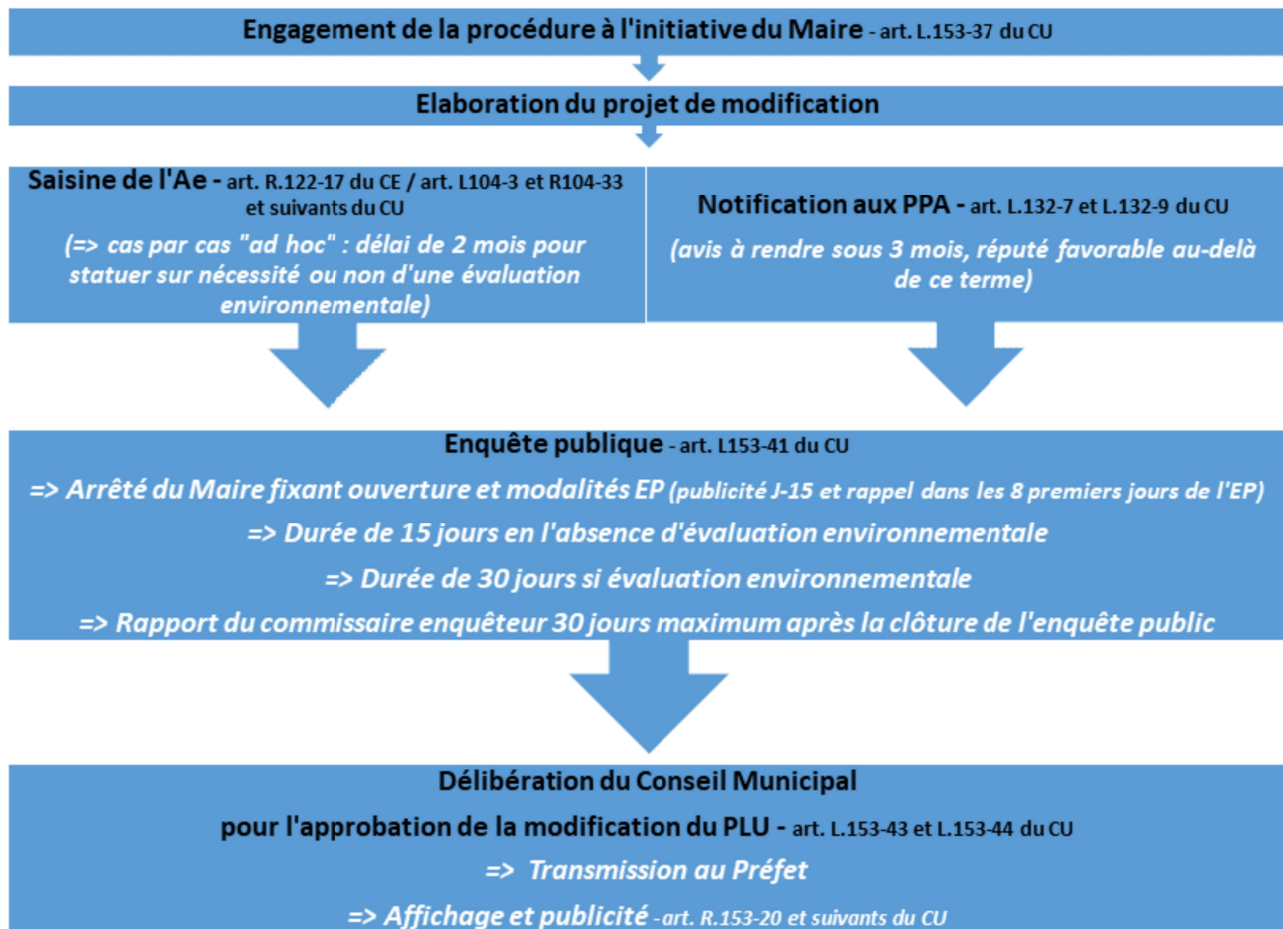 Engagement de la procédure à l'initiative du Maire - art. L.153-37 du CU
Elaboration du projet de modification
Saisine de l'Ae - art. R.122-17 du CE / art. L104-3 et R104-33
et suivants du CU
(=> cas par cas "ad hoc" : délai de 2 mois pour
statuer sur nécessité ou non d'une évaluation
environnementale)
Notification aux PPA - art. L.132-7 et L.132-9 du CU
(avis à rendre sous 3 mois, réputé favorable au-delà
de ce terme)
Enquête publique - art. L153-41 du CU
=> Arrêté du Maire fixant ouverture et modalités EP (publicité J-15 et rappel dans les 8 premiers jours de l'EP)
=> Durée de 15 jours en l'absence d'évaluation environnementale
=> Durée de 30 jours si évaluation environnementale
=> Rapport du commissaire enquêteur 30 jours maximum après la clôture de l'enquête public
Délibération du Conseil Municipal
pour l'approbation de la modification du PLU - art. L.153-43 et L.153-44 du CU
=> Transmission au Préfet
=> Affichage et publicité -art. R.153-20 et suivants du CU